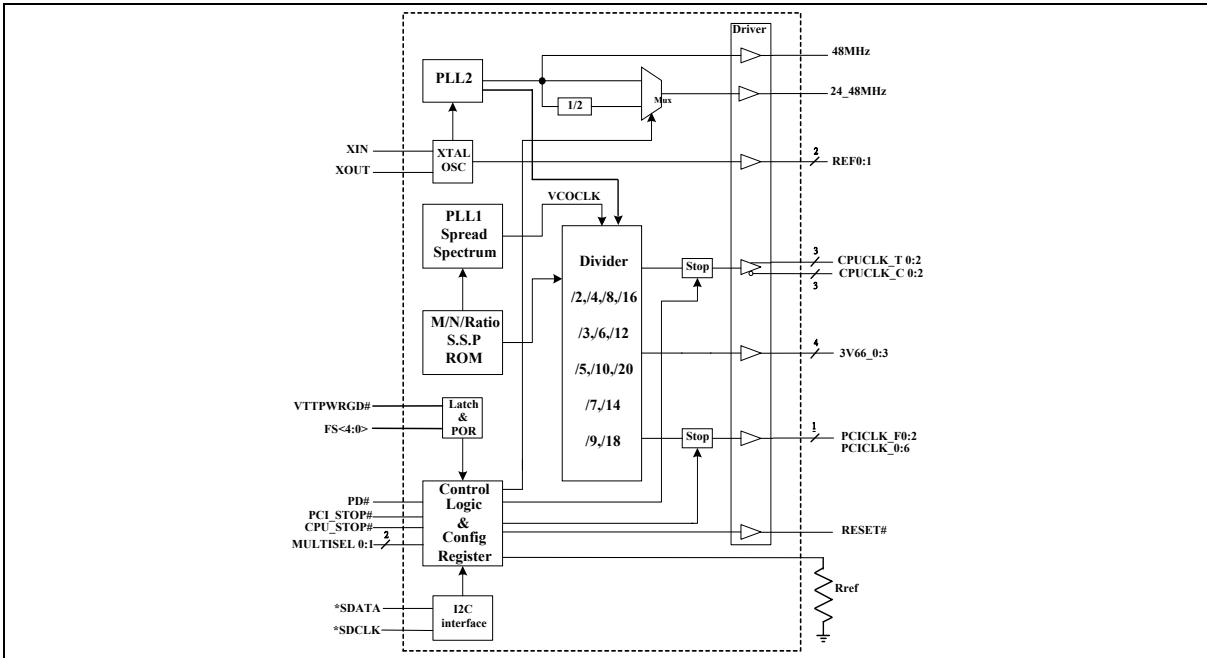 Driver
48MHz
PLL2
Mux
24_48MHz
1/2
XIN
XOUT
XTAL
OSC
2
REF0:1
VCOCLK
PLL1
Spread
Spectrum
Divider
/2,/4,/8,/16
/3,/6,/12
/5,/10,/20
/7,/14
/9,/18
Stop
3
CPUCLK_T 0:2
CPUCLK_C 0:2
3
M/N/Ratio
S.S.P
ROM
4
3V66_0:3
VTTPWRGD#
FS<4:0>
Latch
&
POR
Stop
1
PCICLK_F0:2
PCICLK_0:6
PD#
PCI_STOP#
CPU_STOP#
MULTISEL 0:1
2
Control
Logic
&
Config
Register
RESET#
Rref
*SDATA
*SDCLK
I2C
interface